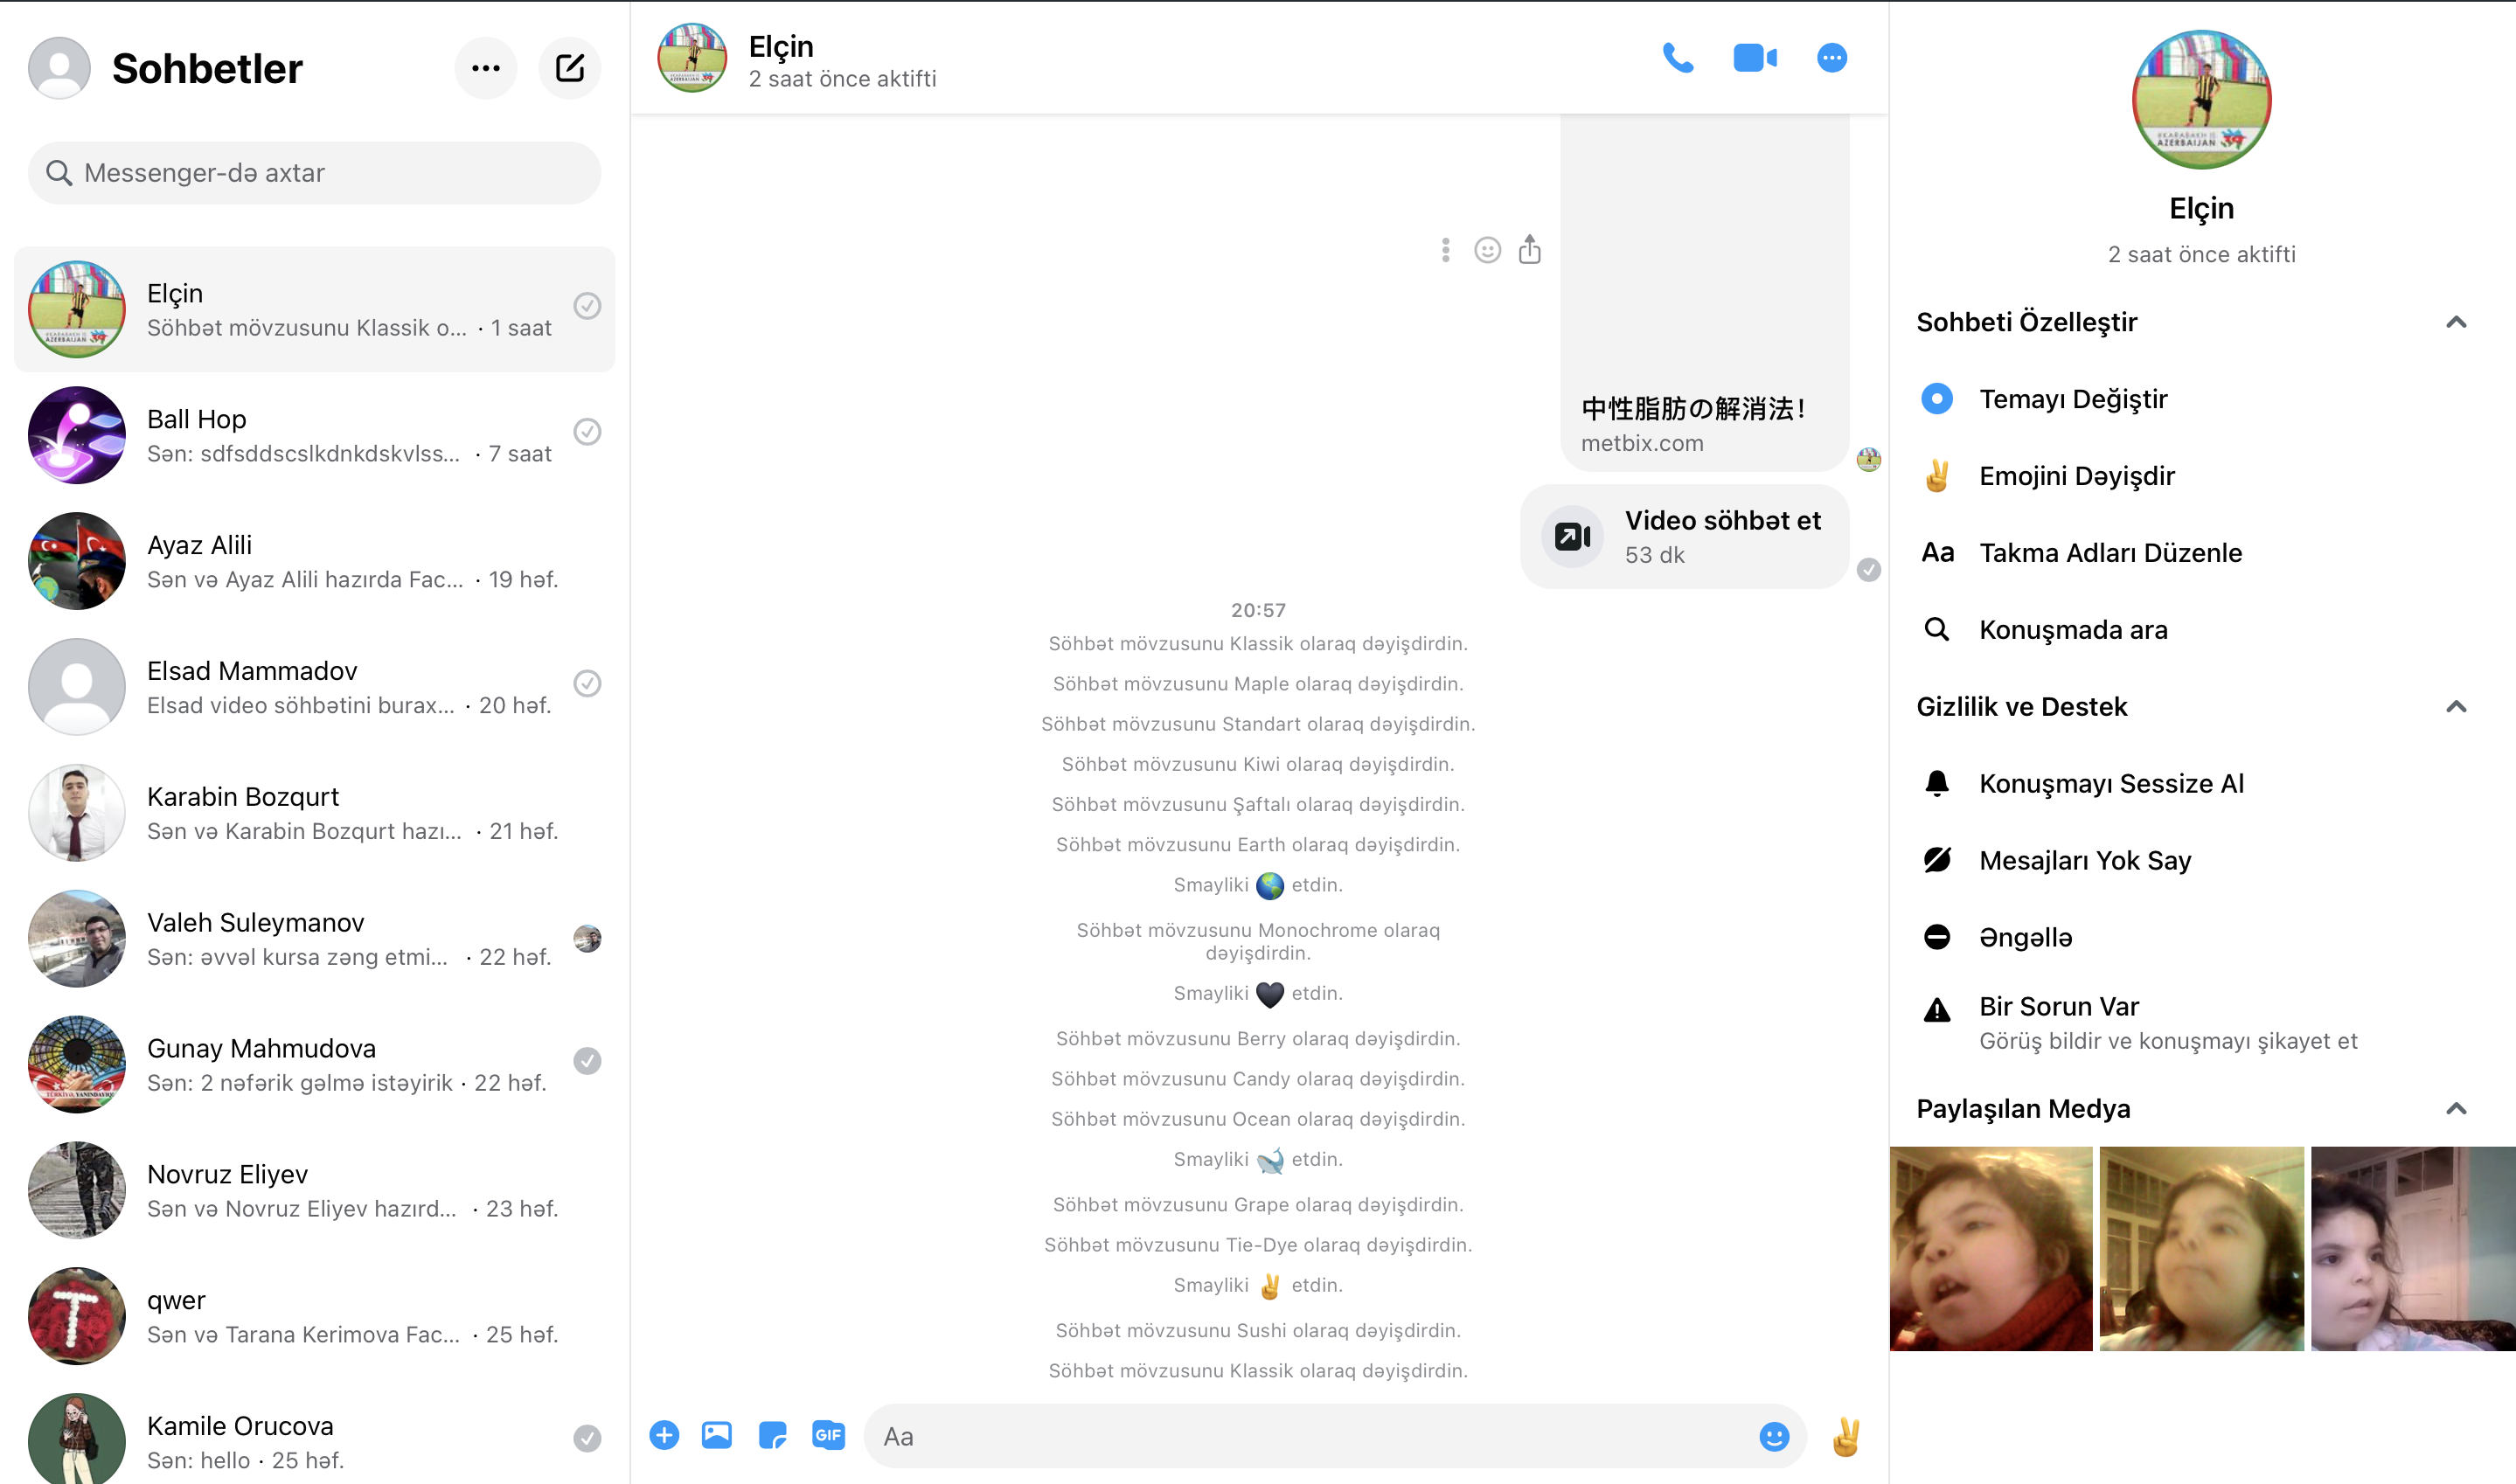 Sohbetler
Messenger-də axtar
Elçin
Söhbət mövzusunu Klassik o... · 1 saat
Ball Hop
Sən: sdfsddscslkdnkdskvlss... · 7 saat
Ayaz Alili
Sən və Ayaz Alili hazırda Fac... · 19 həf.
Elsad Mammadov
Elsad video söhbətini burax... · 20 həf.
Karabin Bozqurt
Sən və Karabin Bozqurt hazı... · 21 həf.
Valeh Suleymanov
Sən: əvvəl kursa zəng etmi... · 22 həf.
Gunay Mahmudova
Sən: 2 nəfərik gəlmə istəyirik · 22 həf.
Novruz Eliyev
Sən və Novruz Eliyev hazırd... · 23 həf.
qwer
Sən və Tarana Kerimova Fac... · 25 həf.
Kamile Orucova
Sən: hello · 25 həf.
Elçin
2 saat önce aktifti
中性脂肪の解消法!
metbix.com
Video söhbət et
53 dk
20:57
Söhbət mövzusunu Klassik olaraq dəyişdirdin.
Söhbət mövzusunu Maple olaraq dəyişdirdin.
Söhbət mövzusunu Standart olaraq dəyişdirdin.
Söhbət mövzusunu Kiwi olaraq dəyişdirdin.
Söhbət mövzusunu Şaftalı olaraq dəyişdirdin.
Söhbət mövzusunu Earth olaraq dəyişdirdin.
Smayliki 🌎 etdin.
Söhbət mövzusunu Monochrome olaraq
dəyişdirdin.
Smayliki 🖤 etdin.
Söhbət mövzusunu Berry olaraq dəyişdirdin.
Söhbət mövzusunu Candy olaraq dəyişdirdin.
Söhbət mövzusunu Ocean olaraq dəyişdirdin.
Smayliki 🐋 etdin.
Söhbət mövzusunu Grape olaraq dəyişdirdin.
Söhbət mövzusunu Tie-Dye olaraq dəyişdirdin.
Smayliki ✌ etdin.
Söhbət mövzusunu Sushi olaraq dəyişdirdin.
Söhbət mövzusunu Klassik olaraq dəyişdirdin.
GIF
Aa
#KARABAKH IS
AZERBAIJAN
Elçin
2 saat önce aktifti
Sohbeti Özelleştir
Temayı Değiştir
Emojini Dəyişdir
Aa Takma Adları Düzenle
Konuşmada ara
Gizlilik ve Destek
Konuşmayı Sessize Al
Mesajları Yok Say
Əngəllə
Bir Sorun Var
Görüş bildir ve konuşmayı şikayet et
Paylaşılan Medya